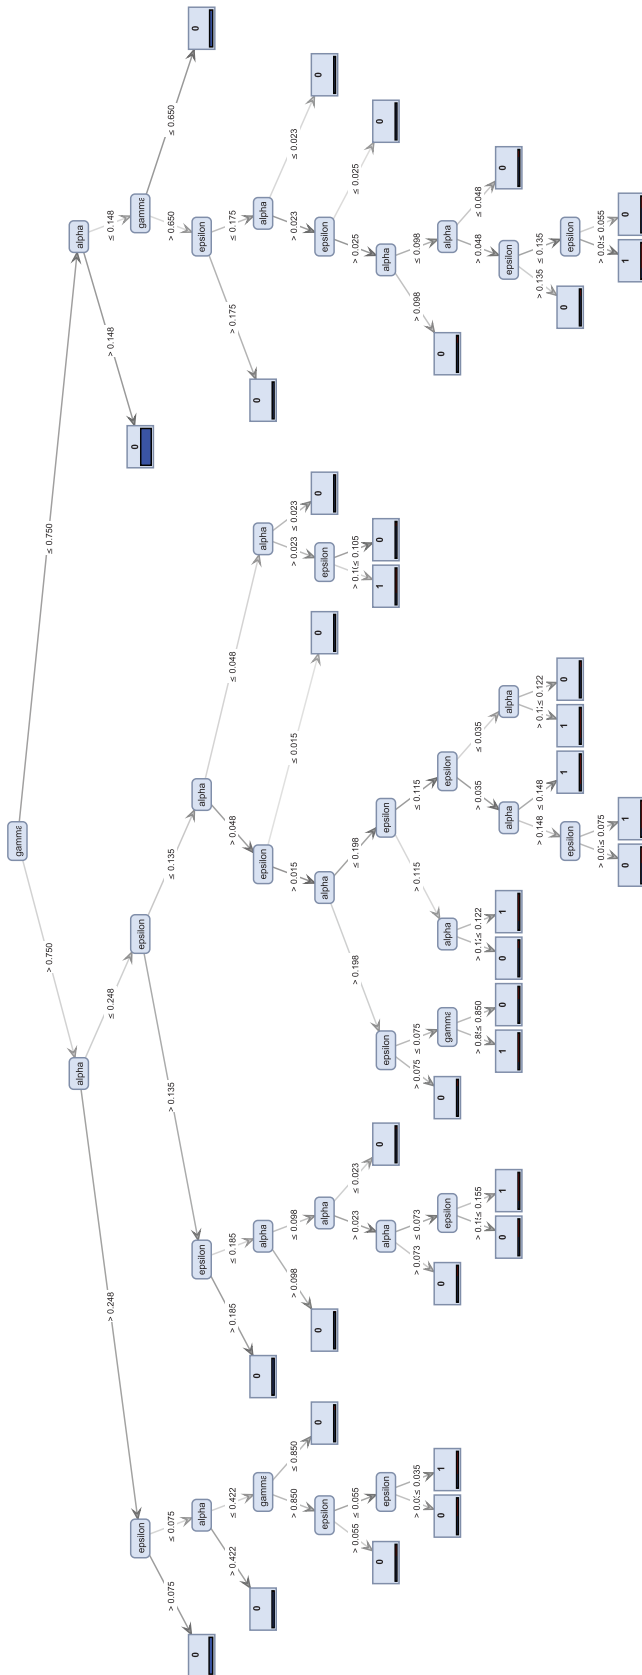 gamma
> 0.750 ≤ 0.750
alpha alpha
> 0.248 ≤ 0.248 > 0.148 ≤ 0.148
epsilon epsilon 0 gamma
> 0.075 ≤ 0.075 > 0.135 ≤ 0.135 > 0.650 ≤ 0.650
0 alpha epsilon alpha epsilon 0
> 0.422 ≤ 0.422 > 0.185 ≤ 0.185 > 0.048 ≤ 0.048 > 0.175 ≤ 0.175
0 gamma 0 alpha epsilon alpha 0 alpha
> 0.850 ≤ 0.850 > 0.098 ≤ 0.098 > 0.015 ≤ 0.015 > 0.023 ≤ 0.023 > 0.023 ≤ 0.023
epsilon 0 0 alpha alpha 0 epsilon 0 epsilon 0
> 0.055 ≤ 0.055 > 0.023 ≤ 0.023 > 0.198 ≤ 0.198 > ≤ 0.105 > 0.025 ≤ 0.025
0 epsilon alpha 0 epsilon epsilon 1 0 alpha 0
> ≤ 0.035 > 0.073 ≤ 0.073 > 0.075 ≤ 0.075 > 0.115 ≤ 0.115 > 0.098 ≤ 0.098
0 1 0 epsilon 0 gamma alpha epsilon 0 alpha
> ≤ 0.155 > ≤ 0.850 > ≤ 0.122 > 0.035 ≤ 0.035 > 0.048 ≤ 0.048
0 1 1 0 0 1 alpha alpha epsilon 0
> 0.148 ≤ 0.148 > ≤ 0.122 > 0.135 ≤ 0.135
epsilon 1 1 0 0 epsilon
> ≤ 0.075 > ≤ 0.055
0 1 1 0